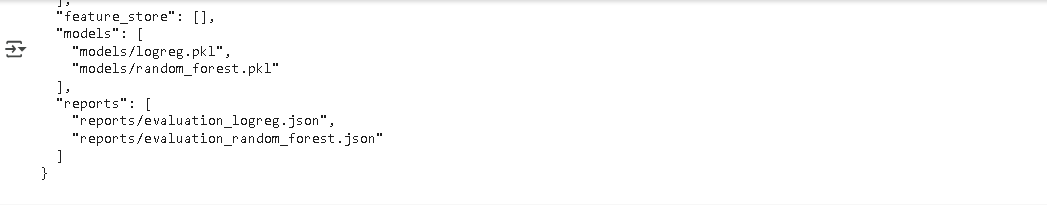 ],
"feature_store": [],
"models": [
"models/logreg.pkl",
"models/random_forest.pkl"
],
"reports": [
"reports/evaluation_logreg.json",
"reports/evaluation_random_forest.json"
]
}